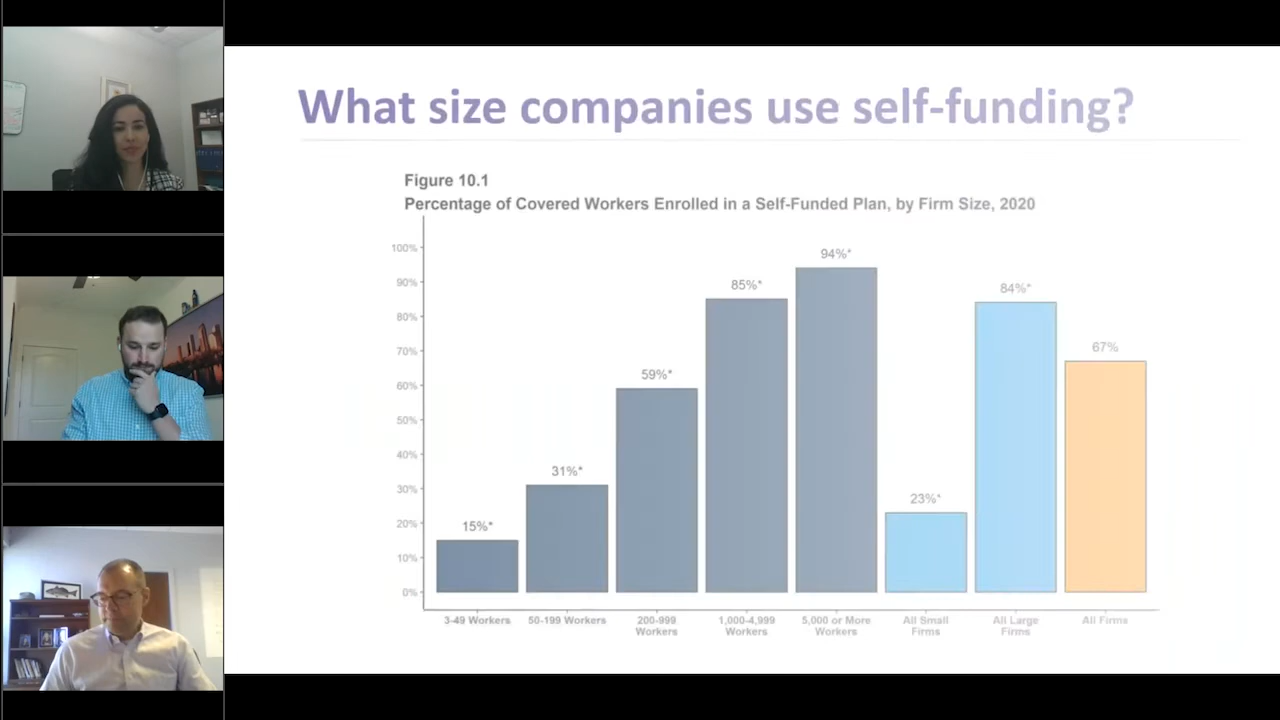 What size companies use self-funding?
Figure 10.1
Percentage of Covered Workers Enrolled in a Self-Funded Plan, by Firm Size, 2020
100%
90%
80%
70%
60%
50%
40%
30%
20%
10%
0%
15%*
31%*
59%*
85%*
94%*
23%*
84%*
67%
3-49 Workers
50-199 Workers
200-999
Workers
1,000-4,999
Workers
5,000 or More
Workers
All Small
Firms
All Large
Firms
All Firms